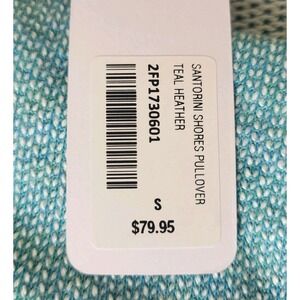 SANTORINI SHORES PULLOVER
TEAL HEATHER
2FP1730601
S
$79.95